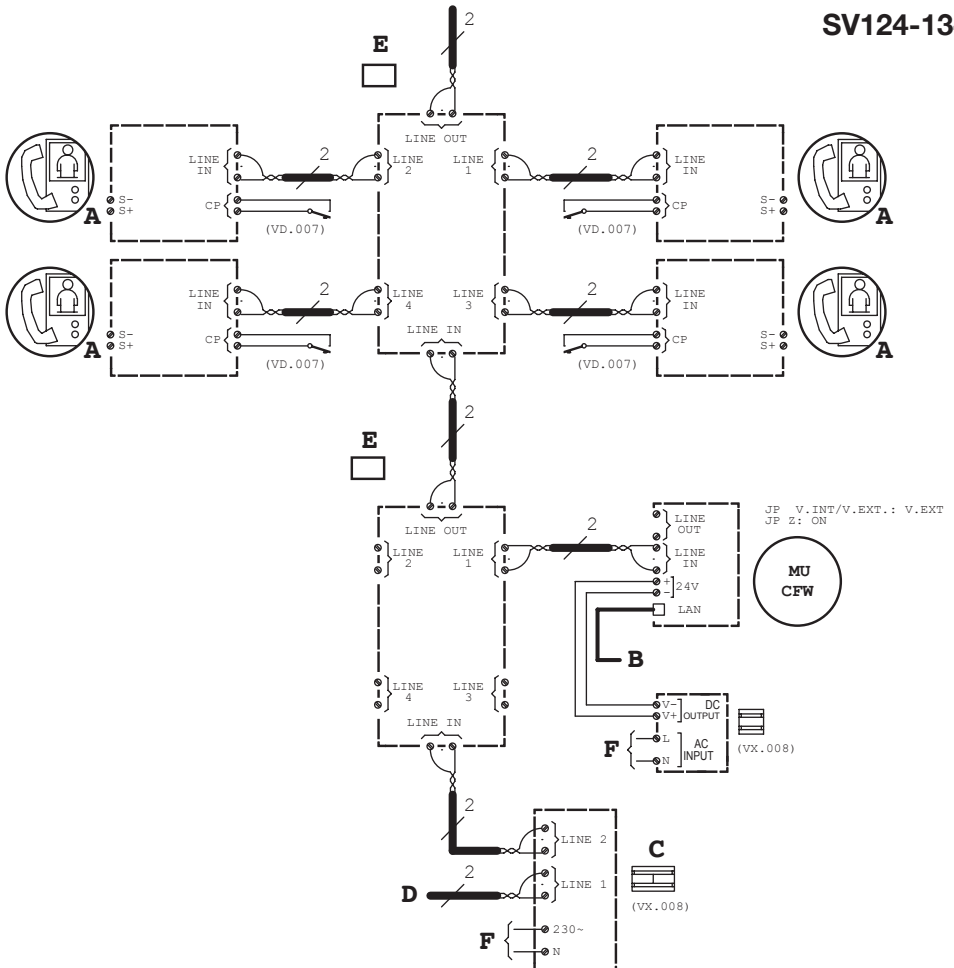 SV124-13
2
E
LINE OUT
LINE IN
2
LINE 2
LINE 1
2
LINE IN
S-
S+
CP
(VD.007)
A
CP
S-
S+
(VD.007)
A
LINE IN
2
LINE 4
LINE 3
2
LINE IN
S-
S+
CP
(VD.007)
A
LINE IN
CP
S-
S+
(VD.007)
A
2
E
LINE OUT
LINE 2
LINE 1
2
LINE OUT
LINE IN
+
-
24V
LAN
JP V.INT/V.EXT.: V.EXT
JP Z: ON
MU
CFW
B
LINE 4
LINE 3
LINE IN
V-
V+
DC OUTPUT
L
N
AC INPUT
F
(VX.008)
2
LINE 2
D
2
LINE 1
C
(VX.008)
F
230~
N